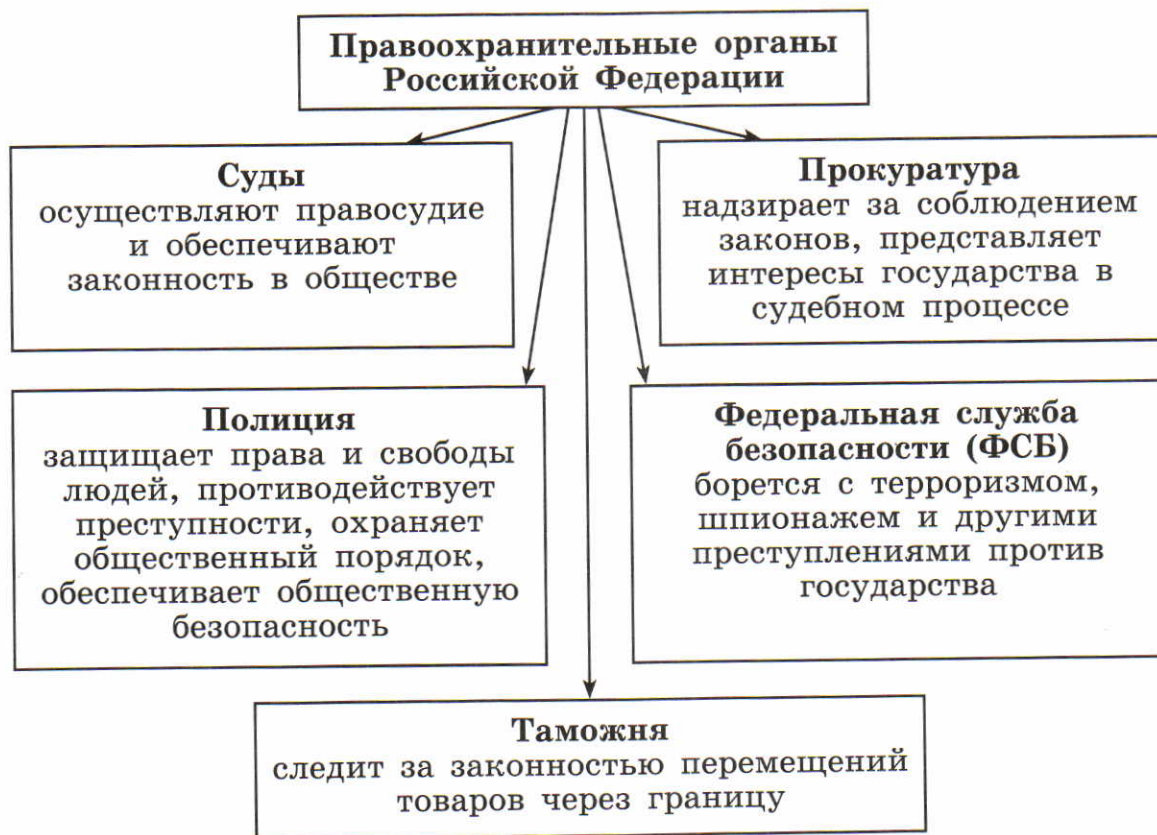 Правоохранительные органы
Российской Федерации
Суды
осуществляют правосудие
и обеспечивают
законность в обществе
Прокуратура
надзирает за соблюдением
законов, представляет
интересы государства в
судебном процессе
Полиция
защищает права и свободы
людей, противодействует
преступности, охраняет
общественный порядок,
обеспечивает общественную
безопасность
Федеральная служба
безопасности (ФСБ)
борется с терроризмом,
шпионажем и другими
преступлениями против
государства
Таможня
следит за законностью перемещений
товаров через границу